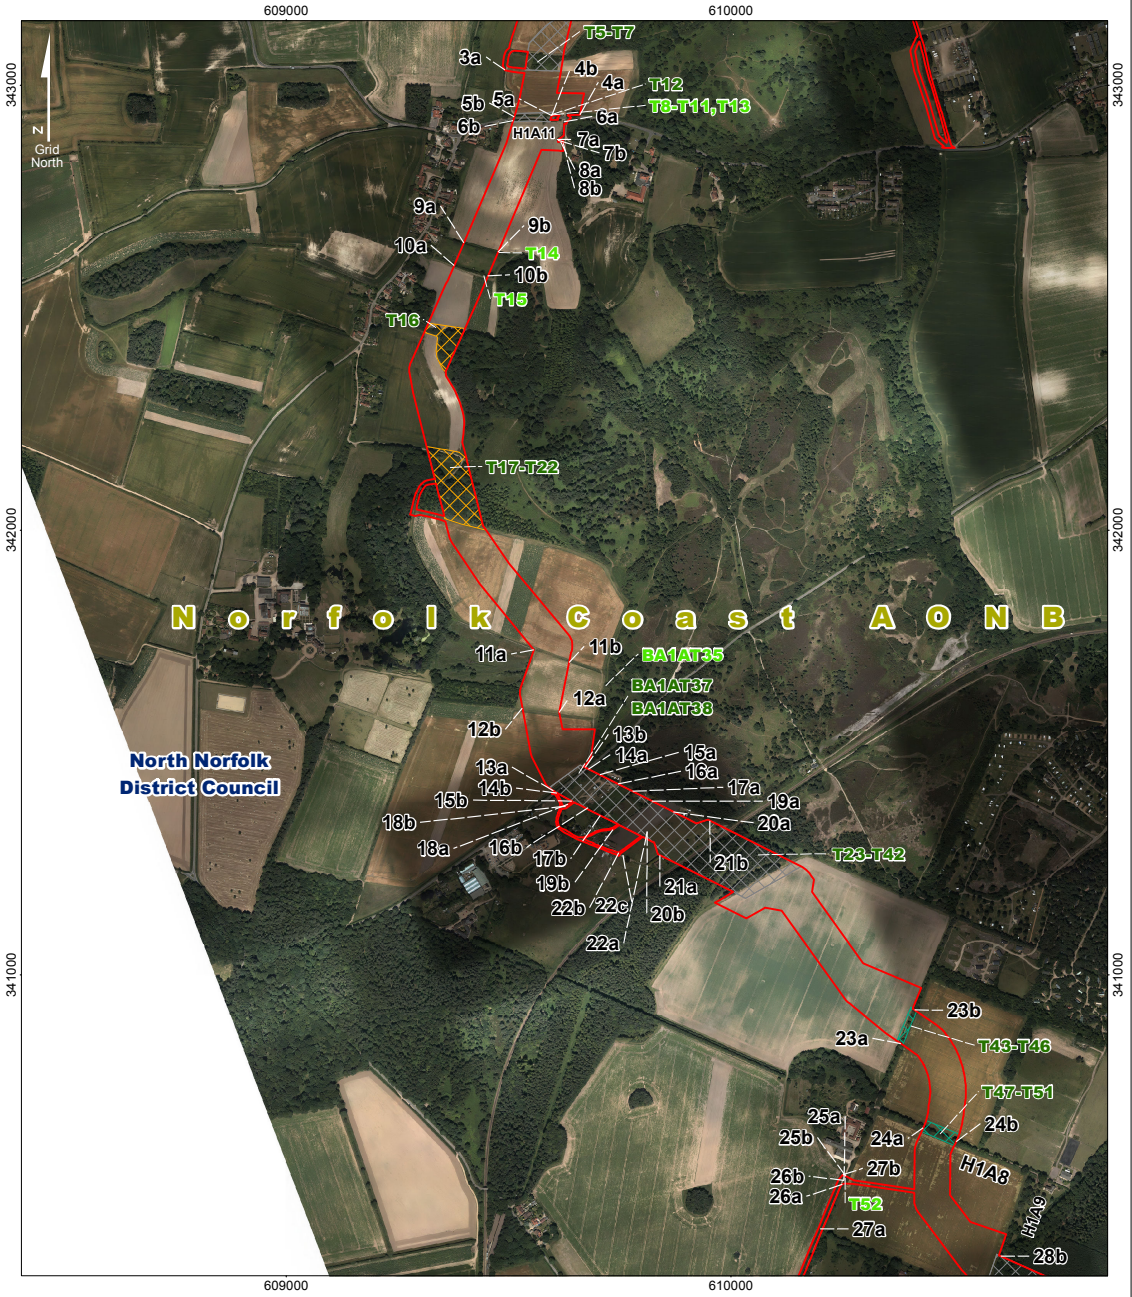 609000
610000
343000
343000
Z
Grid
North
T5-T7
3a
4b
4a
T12
5b
5a
T8-T11,T13
6a
6b
H1A11
7a
7b
8a
8b
9a
9b
10a
T14
10b
T15
T16
T17-T22
342000
342000
Norfolk Coast AONB
11a
11b
BA1AT35
BA1AT37
12a
BA1AT38
12b
13b
14a
15a
North Norfolk
District Council
13a
16a
14b
17a
15b
19a
18b
20a
18a
16b
17b
21b
T23-T42
19b
21a
22b
22c
20b
22a
341000
341000
23b
23a
T43-T46
T47-T51
25a
24a
24b
25b
27b
H1A8
26b
26a
T52
27a
H1A9
28b
609000
610000